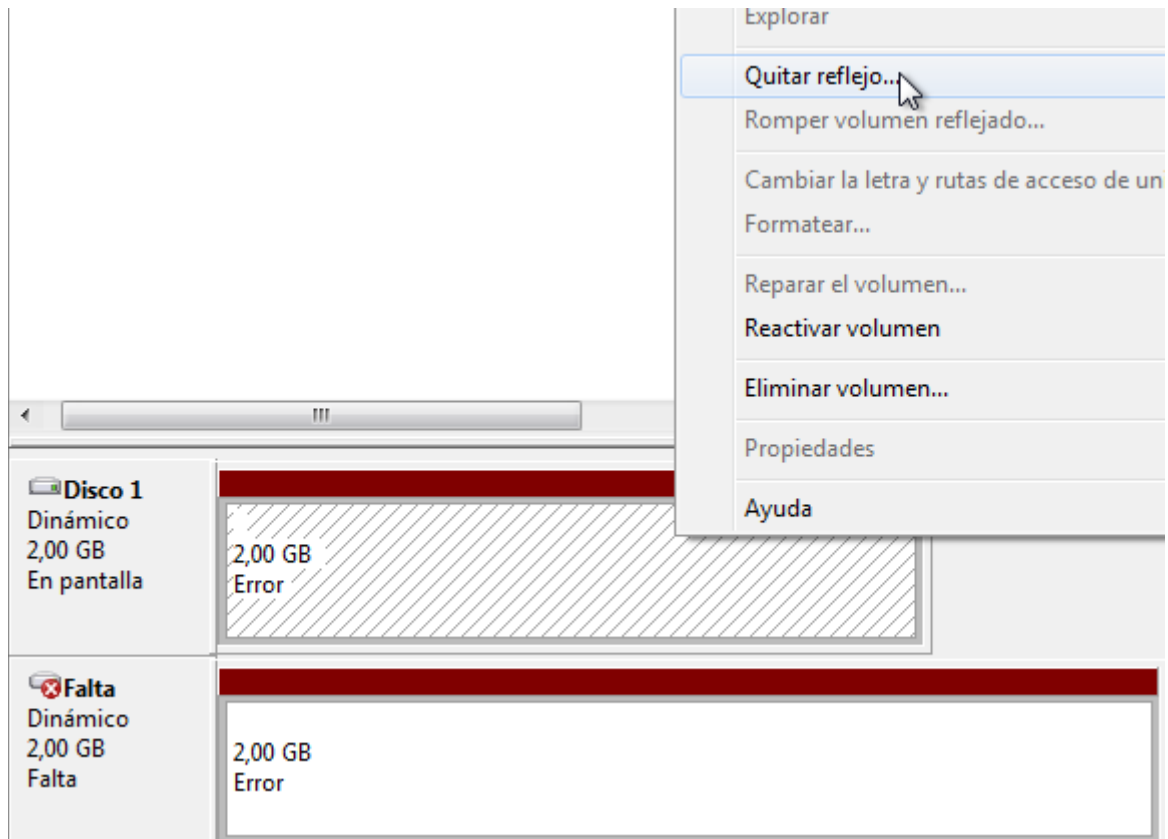 Explorar
Quitar reflejo...
Romper volumen reflejado...
Cambiar la letra y rutas de acceso de uni
Formatear...
Reparar el volumen...
Reactivar volumen
Eliminar volumen...
Propiedades
Ayuda
Disco 1
Dinámico
2,00 GB
En pantalla
2,00 GB
Error
Falta
Dinámico
2,00 GB
Falta
2,00 GB
Error